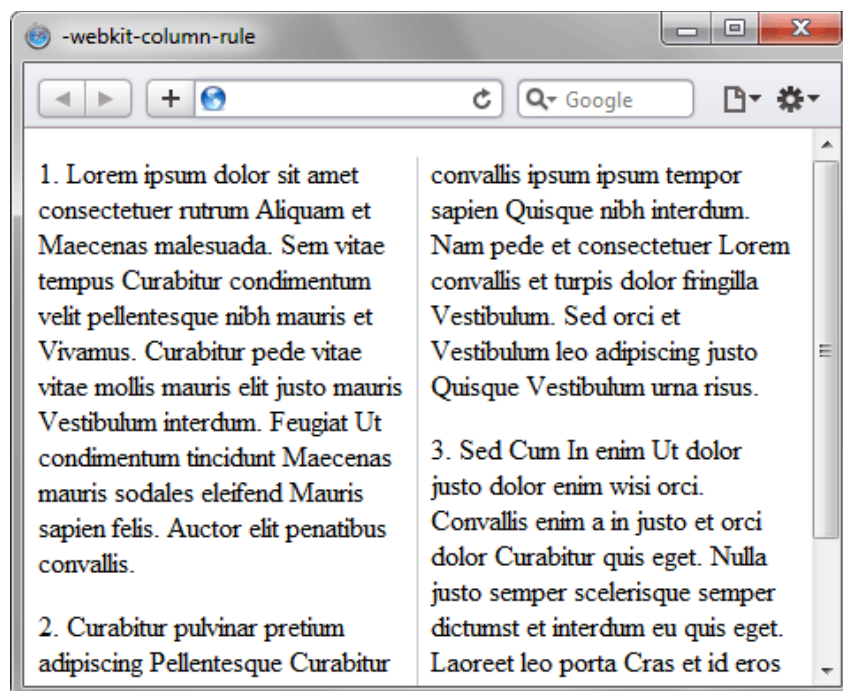 -webkit-column-rule
Google
1. Lorem ipsum dolor sit amet
consectetuer rutrum Aliquam et
Maecenas malesuada. Sem vitae
tempus Curabitur condimentum
velit pellentesque nibh mauris et
Vivamus. Curabitur pede vitae
vitae mollis mauris elit justo mauris
Vestibulum interdum. Feugiat Ut
condimentum tincidunt Maecenas
mauris sodales eleifend Mauris
sapien felis. Auctor elit penatibus
convallis.
2. Curabitur pulvinar pretium
adipiscing Pellentesque Curabitur
convallis ipsum ipsum tempor
sapien Quisque nibh interdum.
Nam pede et consectetuer Lorem
convallis et turpis dolor fringilla
Vestibulum. Sed orci et
Vestibulum leo adipiscing justo
Quisque Vestibulum urna risus.
3. Sed Cum In enim Ut dolor
justo dolor enim wisi orci.
Convallis enim a in justo et orci
dolor Curabitur quis eget. Nulla
justo semper scelerisque semper
dictumst et interdum eu quis eget.
Laoreet leo porta Cras et id eros